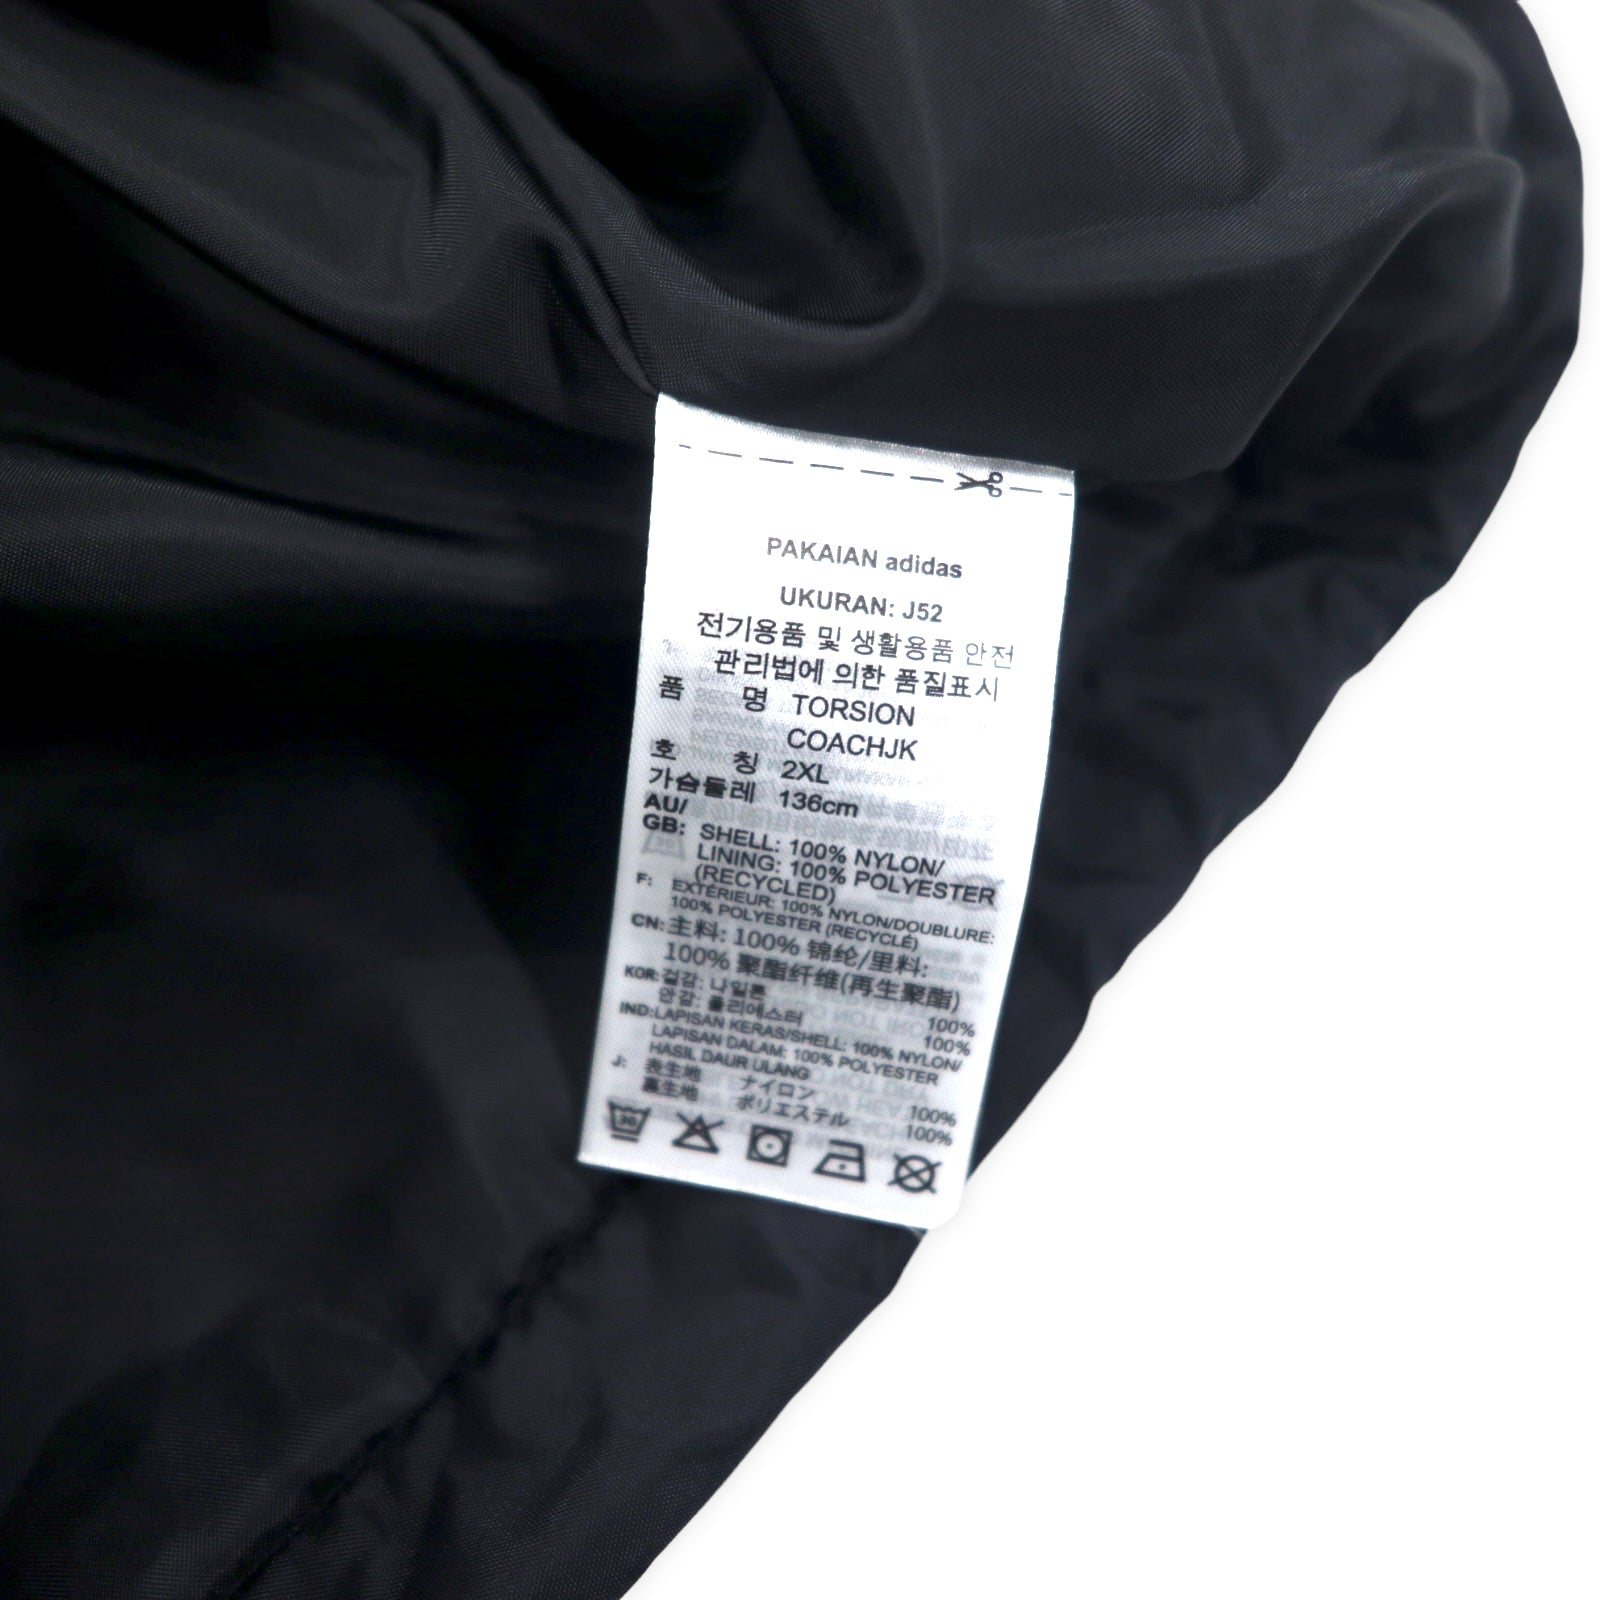 PAKAIAN adidas
UKURAN: J52
전기용품 및 생활용품 안전
관리법에 의한 품질표시
품 명 TORSION
COACHJK
호 칭 2XL
가슴둘레 136cm
AU/
GB: SHELL: 100% NYLON/
LINING: 100% POLYESTER
(RECYCLED)
F: EXTÉRIEUR: 100% NYLON/DOUBLURE:
100% POLYESTER (RECYCLÉ)
CN: 主料: 100% 锦纶/里料:
100% 聚酯纤维(再生聚酯)
KOR: 겉감: 나일론 100%
안감: 폴리에스터 100%
IND: LAPISAN KERAS/SHELL: 100% NYLON/
LAPISAN DALAM: 100% POLYESTER
HASIL DAUR ULANG
J: 表生地 ナイロン 100%
裏生地 ポリエステル 100%
30